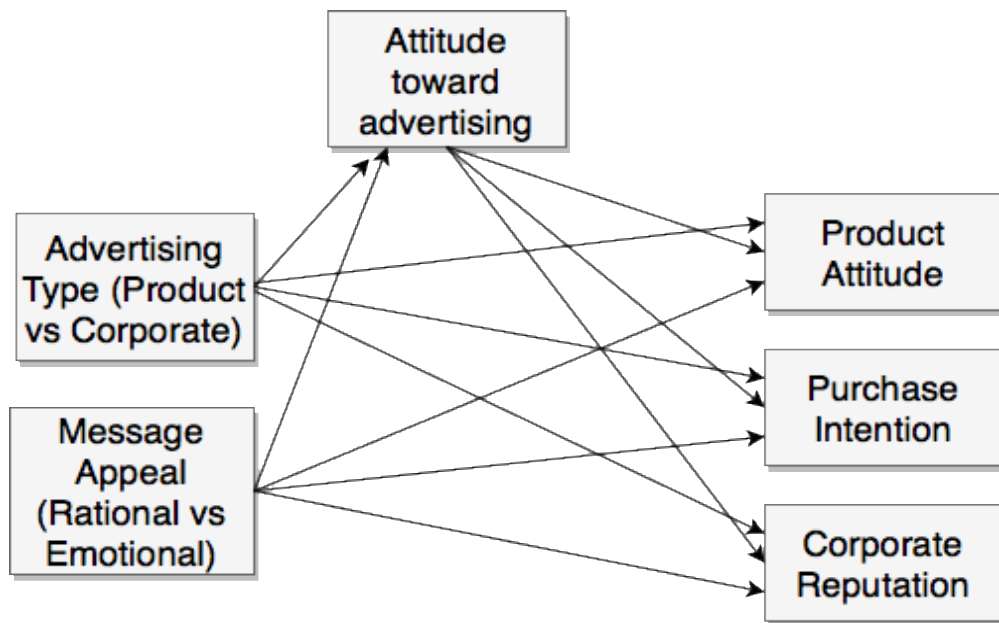 Attitude
toward
advertising
Advertising
Type (Product
vs Corporate)
Message
Appeal
(Rational vs
Emotional)
Product
Attitude
Purchase
Intention
Corporate
Reputation